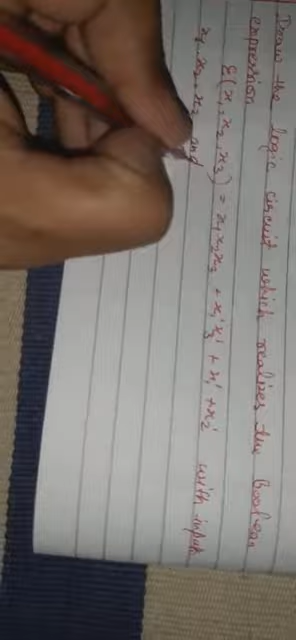 Draw the logic circuit which realizes the Boolean
expression
E(x₁, x₂, x₃) = x₁x₂x₃ + x₁'x₃' + x₁' + x₂' with input
x₁, x₂, x₃ and